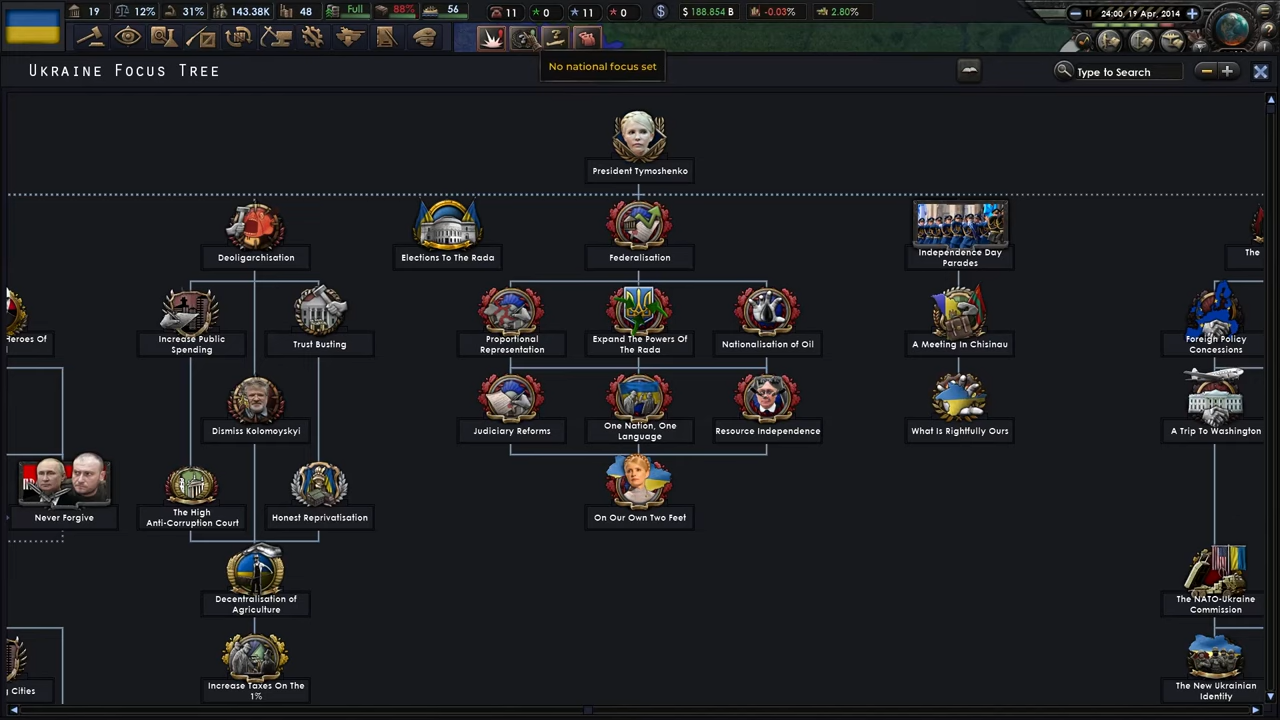 19
12%
31%
143.38K
48
Full
88%
56
11
0
11
0
$ 188.854 B
-0.03%
2.80%
24:00, 19 Apr, 2014
No national focus set
UKRAINE FOCUS TREE
Type to Search
President Tymoshenko
Deoligarchisation
Elections To The Rada
Federalisation
Independence Day
Parades
The
Heroes Of
Increase Public
Spending
Trust Busting
Proportional
Representation
Expand The Powers Of
The Rada
Nationalisation of Oil
A Meeting In Chisinau
Foreign Policy
Concessions
Dismiss Kolomoyskyi
Judiciary Reforms
One Nation, One
Language
Resource Independence
What Is Rightfully Ours
A Trip To Washington
Never Forgive
The High
Anti-Corruption Court
Honest Reprivatisation
On Our Own Two Feet
Decentralisation of
Agriculture
The NATO-Ukraine
Commission
Cities
Increase Taxes On The
1%
The New Ukrainian
Identity